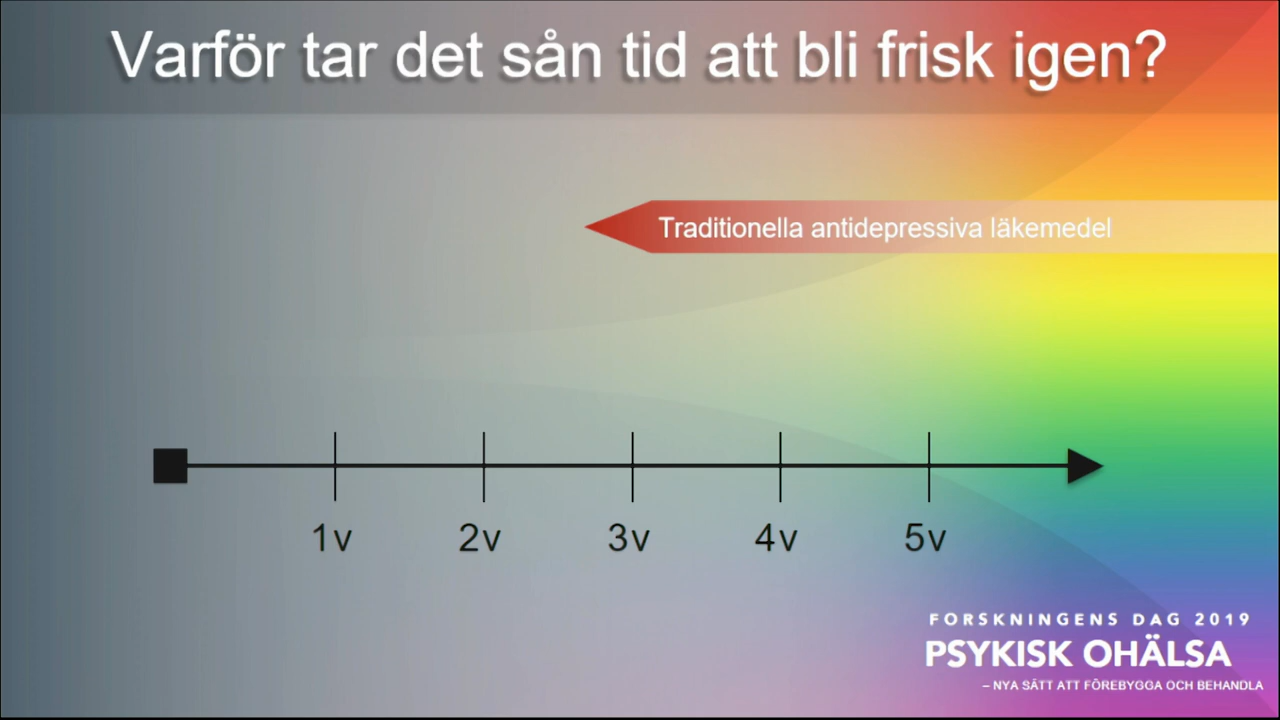 Varför tar det sån tid att bli frisk igen?
Traditionella antidepressiva läkemedel
1v 2v 3v 4v 5v
FORSKNINGENS DAG 2019
PSYKISK OHÄLSA
– NYA SÄTT ATT FÖREBYGGA OCH BEHANDLA